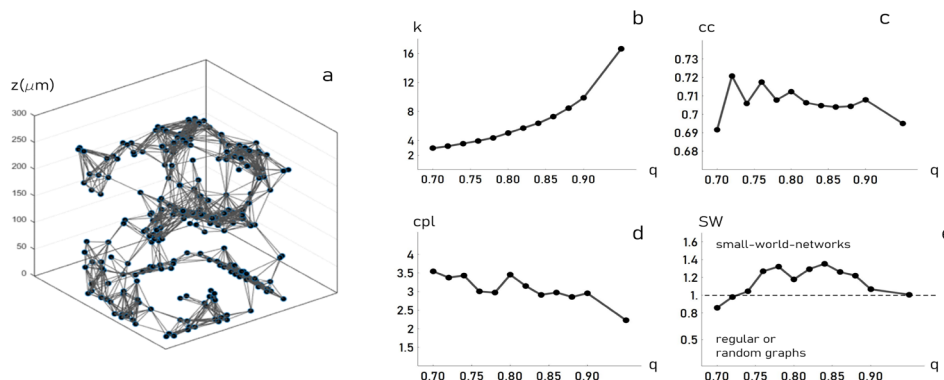 a
z(μm)
300
250
200
150
100
50
0
b
k
16
12
8
4
2
0.70 0.75 0.80 0.85 0.90 q
c
cc
0.73
0.72
0.71
0.70
0.69
0.68
0.70 0.75 0.80 0.85 0.90 q
d
cpl
4
3.5
3.0
2.5
2.0
1.5
0.70 0.75 0.80 0.85 0.90 q
SW
1.6
1.4
1.2
1.
0.8
0.5
small-world-networks
regular or
random graphs
0.70 0.75 0.80 0.85 0.90 q